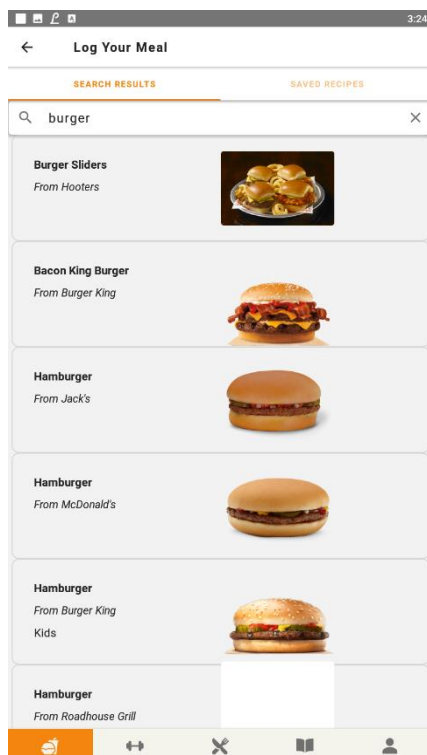 3:24
Log Your Meal
SEARCH RESULTS
SAVED RECIPES
burger
Burger Sliders
From Hooters
Bacon King Burger
From Burger King
Hamburger
From Jack's
Hamburger
From McDonald's
Hamburger
From Burger King
Kids
Hamburger
From Roadhouse Grill